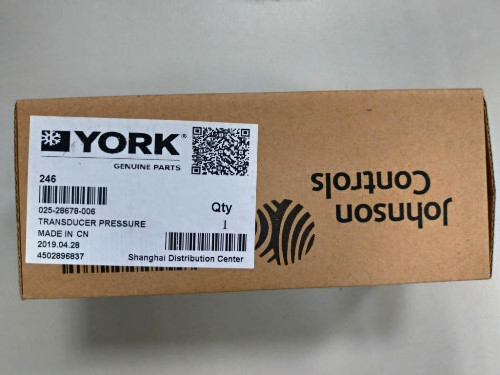 YORK®
GENUINE PARTS
246
025-28678-006
Qty
TRANSDUCER PRESSURE
1
MADE IN CN
2019.04.28
4502896837
Shanghai Distribution Center
Johnson
Controls